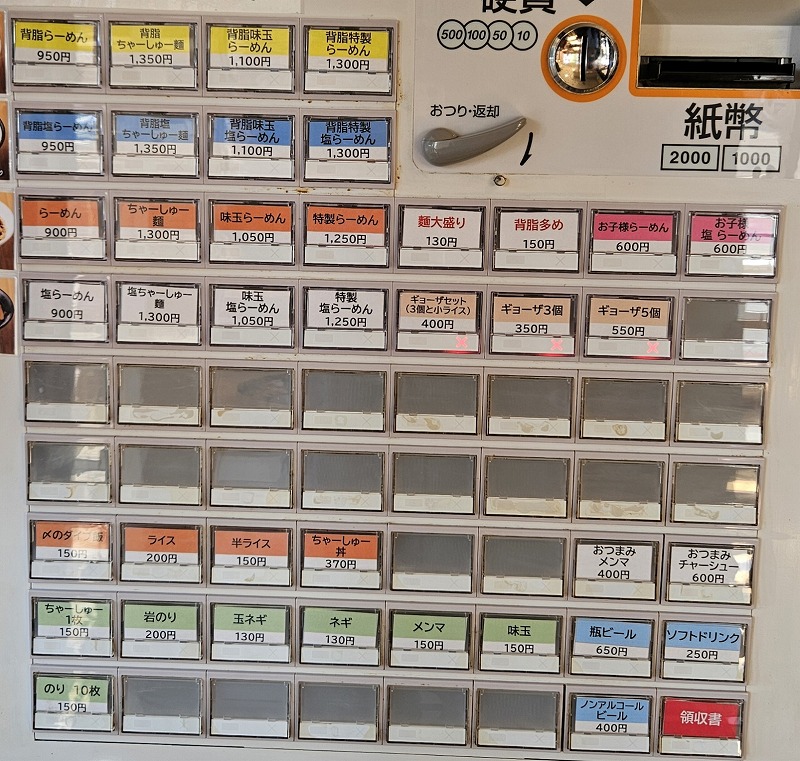 硬貨
500 100 50 10
おつり・返却
紙幣
2000 1000
背脂らーめん
950円
背脂
ちゃーしゅー麺
1,350円
背脂味玉
らーめん
1,100円
背脂特製
らーめん
1,300円
背脂塩らーめん
950円
背脂塩
ちゃーしゅー麺
1,350円
背脂味玉
塩らーめん
1,100円
背脂特製
塩らーめん
1,300円
らーめん
900円
ちゃーしゅー
麺
1,300円
味玉らーめん
1,050円
特製らーめん
1,250円
麺大盛り
130円
背脂多め
150円
お子様らーめん
600円
お子様
塩 らーめん
600円
塩らーめん
900円
塩ちゃーしゅー
麺
1,300円
味玉
塩らーめん
1,050円
特製
塩らーめん
1,250円
ギョーザセット
(3個と小ライス)
400円
ギョーザ3個
350円
ギョーザ5個
550円
〆のダイブ飯
150円
ライス
200円
半ライス
150円
ちゃーしゅー
丼
370円
おつまみ
メンマ
400円
おつまみ
チャーシュー
600円
ちゃーしゅー
1枚
150円
岩のり
200円
玉ネギ
130円
ネギ
130円
メンマ
150円
味玉
150円
瓶ビール
650円
ソフトドリンク
250円
のり 10枚
150円
ノンアルコール
ビール
400円
領収書